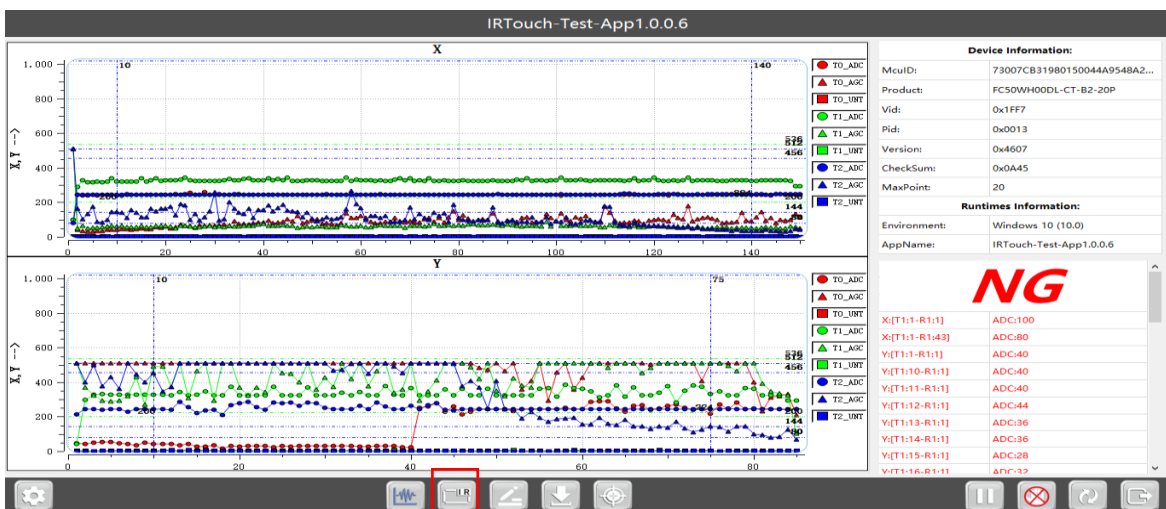 IRTouch-Test-App1.0.0.6
X
X,Y -->
1.000
800
600
400
200
0
10
140
536
512
456
200
144
80
0 20 40 60 80 100 120 140
T0_ADC
T0_AGC
T0_UNT
T1_ADC
T1_AGC
T1_UNT
T2_ADC
T2_AGC
T2_UNT
Y
X,Y -->
1.000
800
600
400
200
0
10
75
536
512
456
200
200
144
80
0 20 40 60 80
T0_ADC
T0_AGC
T0_UNT
T1_ADC
T1_AGC
T1_UNT
T2_ADC
T2_AGC
T2_UNT
Device Information:
McuID: 73007CB31980150044A9548A2...
Product: FC50WH00DL-CT-B2-20P
Vid: 0x1FF7
Pid: 0x0013
Version: 0x4607
CheckSum: 0x0A45
MaxPoint: 20
Runtimes Information:
Environment: Windows 10 (10.0)
AppName: IRTouch-Test-App1.0.0.6
NG
X:[T1:1-R1:1] ADC:100
X:[T1:1-R1:43] ADC:80
Y:[T1:1-R1:1] ADC:40
Y:[T1:10-R1:1] ADC:40
Y:[T1:11-R1:1] ADC:40
Y:[T1:12-R1:1] ADC:44
Y:[T1:13-R1:1] ADC:36
Y:[T1:14-R1:1] ADC:36
Y:[T1:15-R1:1] ADC:28
Y:[T1:16-R1:1] ADC:32
I.R